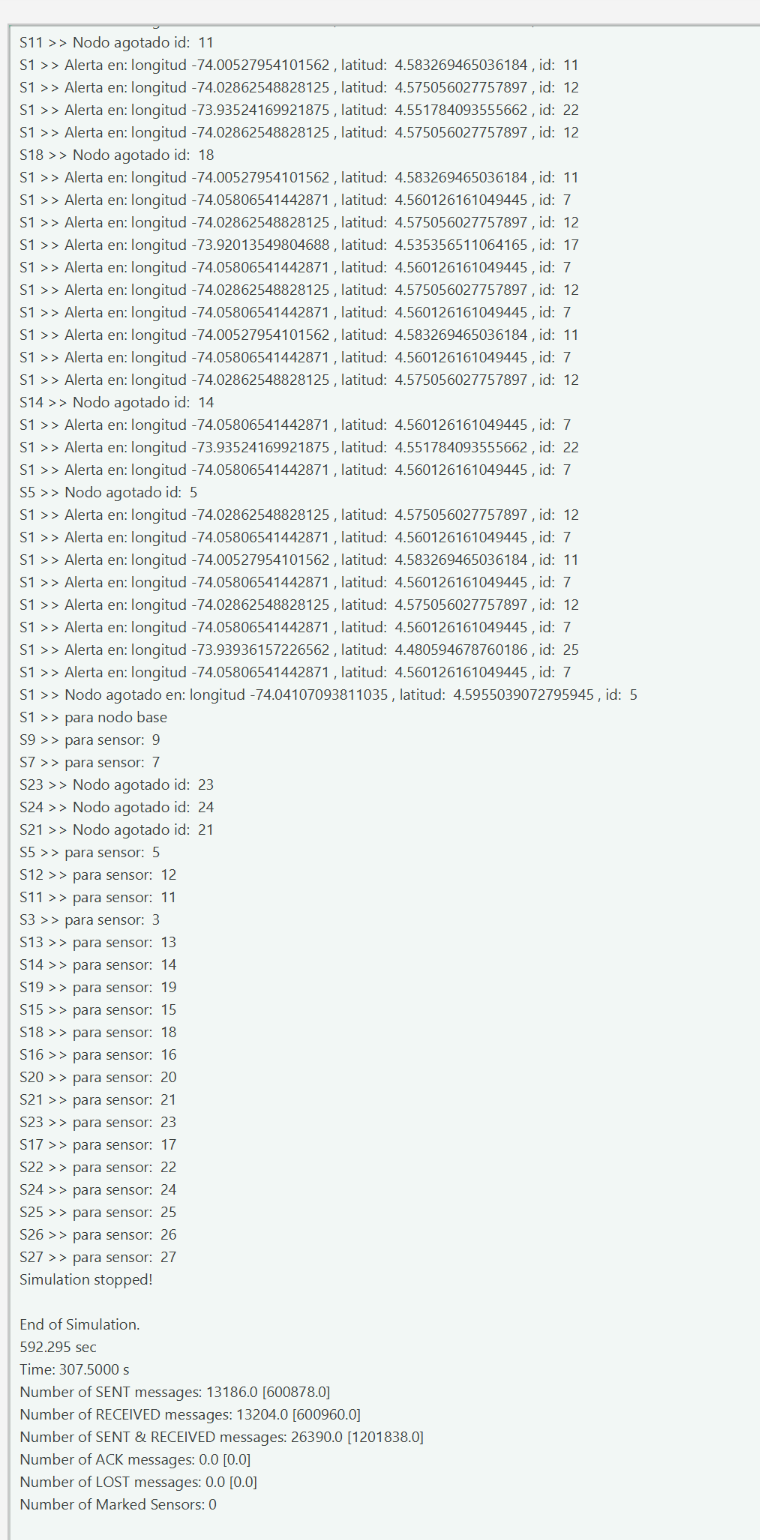 S11 >> Nodo agotado id:  11
S1 >> Alerta en: longitud -74.00527954101562 , latitud:  4.583269465036184 , id:  11
S1 >> Alerta en: longitud -74.02862548828125 , latitud:  4.575056027757897 , id:  12
S1 >> Alerta en: longitud -73.93524169921875 , latitud:  4.551784093555662 , id:  22
S1 >> Alerta en: longitud -74.02862548828125 , latitud:  4.575056027757897 , id:  12
S18 >> Nodo agotado id:  18
S1 >> Alerta en: longitud -74.00527954101562 , latitud:  4.583269465036184 , id:  11
S1 >> Alerta en: longitud -74.05806541442871 , latitud:  4.560126161049445 , id:  7
S1 >> Alerta en: longitud -74.02862548828125 , latitud:  4.575056027757897 , id:  12
S1 >> Alerta en: longitud -73.92013549804688 , latitud:  4.535356511064165 , id:  17
S1 >> Alerta en: longitud -74.05806541442871 , latitud:  4.560126161049445 , id:  7
S1 >> Alerta en: longitud -74.02862548828125 , latitud:  4.575056027757897 , id:  12
S1 >> Alerta en: longitud -74.05806541442871 , latitud:  4.560126161049445 , id:  7
S1 >> Alerta en: longitud -74.00527954101562 , latitud:  4.583269465036184 , id:  11
S1 >> Alerta en: longitud -74.05806541442871 , latitud:  4.560126161049445 , id:  7
S1 >> Alerta en: longitud -74.02862548828125 , latitud:  4.575056027757897 , id:  12
S14 >> Nodo agotado id:  14
S1 >> Alerta en: longitud -74.05806541442871 , latitud:  4.560126161049445 , id:  7
S1 >> Alerta en: longitud -73.93524169921875 , latitud:  4.551784093555662 , id:  22
S1 >> Alerta en: longitud -74.05806541442871 , latitud:  4.560126161049445 , id:  7
S5 >> Nodo agotado id:  5
S1 >> Alerta en: longitud -74.02862548828125 , latitud:  4.575056027757897 , id:  12
S1 >> Alerta en: longitud -74.05806541442871 , latitud:  4.560126161049445 , id:  7
S1 >> Alerta en: longitud -74.00527954101562 , latitud:  4.583269465036184 , id:  11
S1 >> Alerta en: longitud -74.05806541442871 , latitud:  4.560126161049445 , id:  7
S1 >> Alerta en: longitud -74.02862548828125 , latitud:  4.575056027757897 , id:  12
S1 >> Alerta en: longitud -74.05806541442871 , latitud:  4.560126161049445 , id:  7
S1 >> Alerta en: longitud -73.93936157226562 , latitud:  4.480594678760186 , id:  25
S1 >> Alerta en: longitud -74.05806541442871 , latitud:  4.560126161049445 , id:  7
S1 >> Nodo agotado en: longitud -74.04107093811035 , latitud:  4.5955039072795945 , id:  5
S1 >> para nodo base
S9 >> para sensor:  9
S7 >> para sensor:  7
S23 >> Nodo agotado id:  23
S24 >> Nodo agotado id:  24
S21 >> Nodo agotado id:  21
S5 >> para sensor:  5
S12 >> para sensor:  12
S11 >> para sensor:  11
S3 >> para sensor:  3
S13 >> para sensor:  13
S14 >> para sensor:  14
S19 >> para sensor:  19
S15 >> para sensor:  15
S18 >> para sensor:  18
S16 >> para sensor:  16
S20 >> para sensor:  20
S21 >> para sensor:  21
S23 >> para sensor:  23
S17 >> para sensor:  17
S22 >> para sensor:  22
S24 >> para sensor:  24
S25 >> para sensor:  25
S26 >> para sensor:  26
S27 >> para sensor:  27
Simulation stopped!

End of Simulation.
592.295 sec
Time: 307.5000 s
Number of SENT messages: 13186.0 [600878.0]
Number of RECEIVED messages: 13204.0 [600960.0]
Number of SENT & RECEIVED messages: 26390.0 [1201838.0]
Number of ACK messages: 0.0 [0.0]
Number of LOST messages: 0.0 [0.0]
Number of Marked Sensors: 0